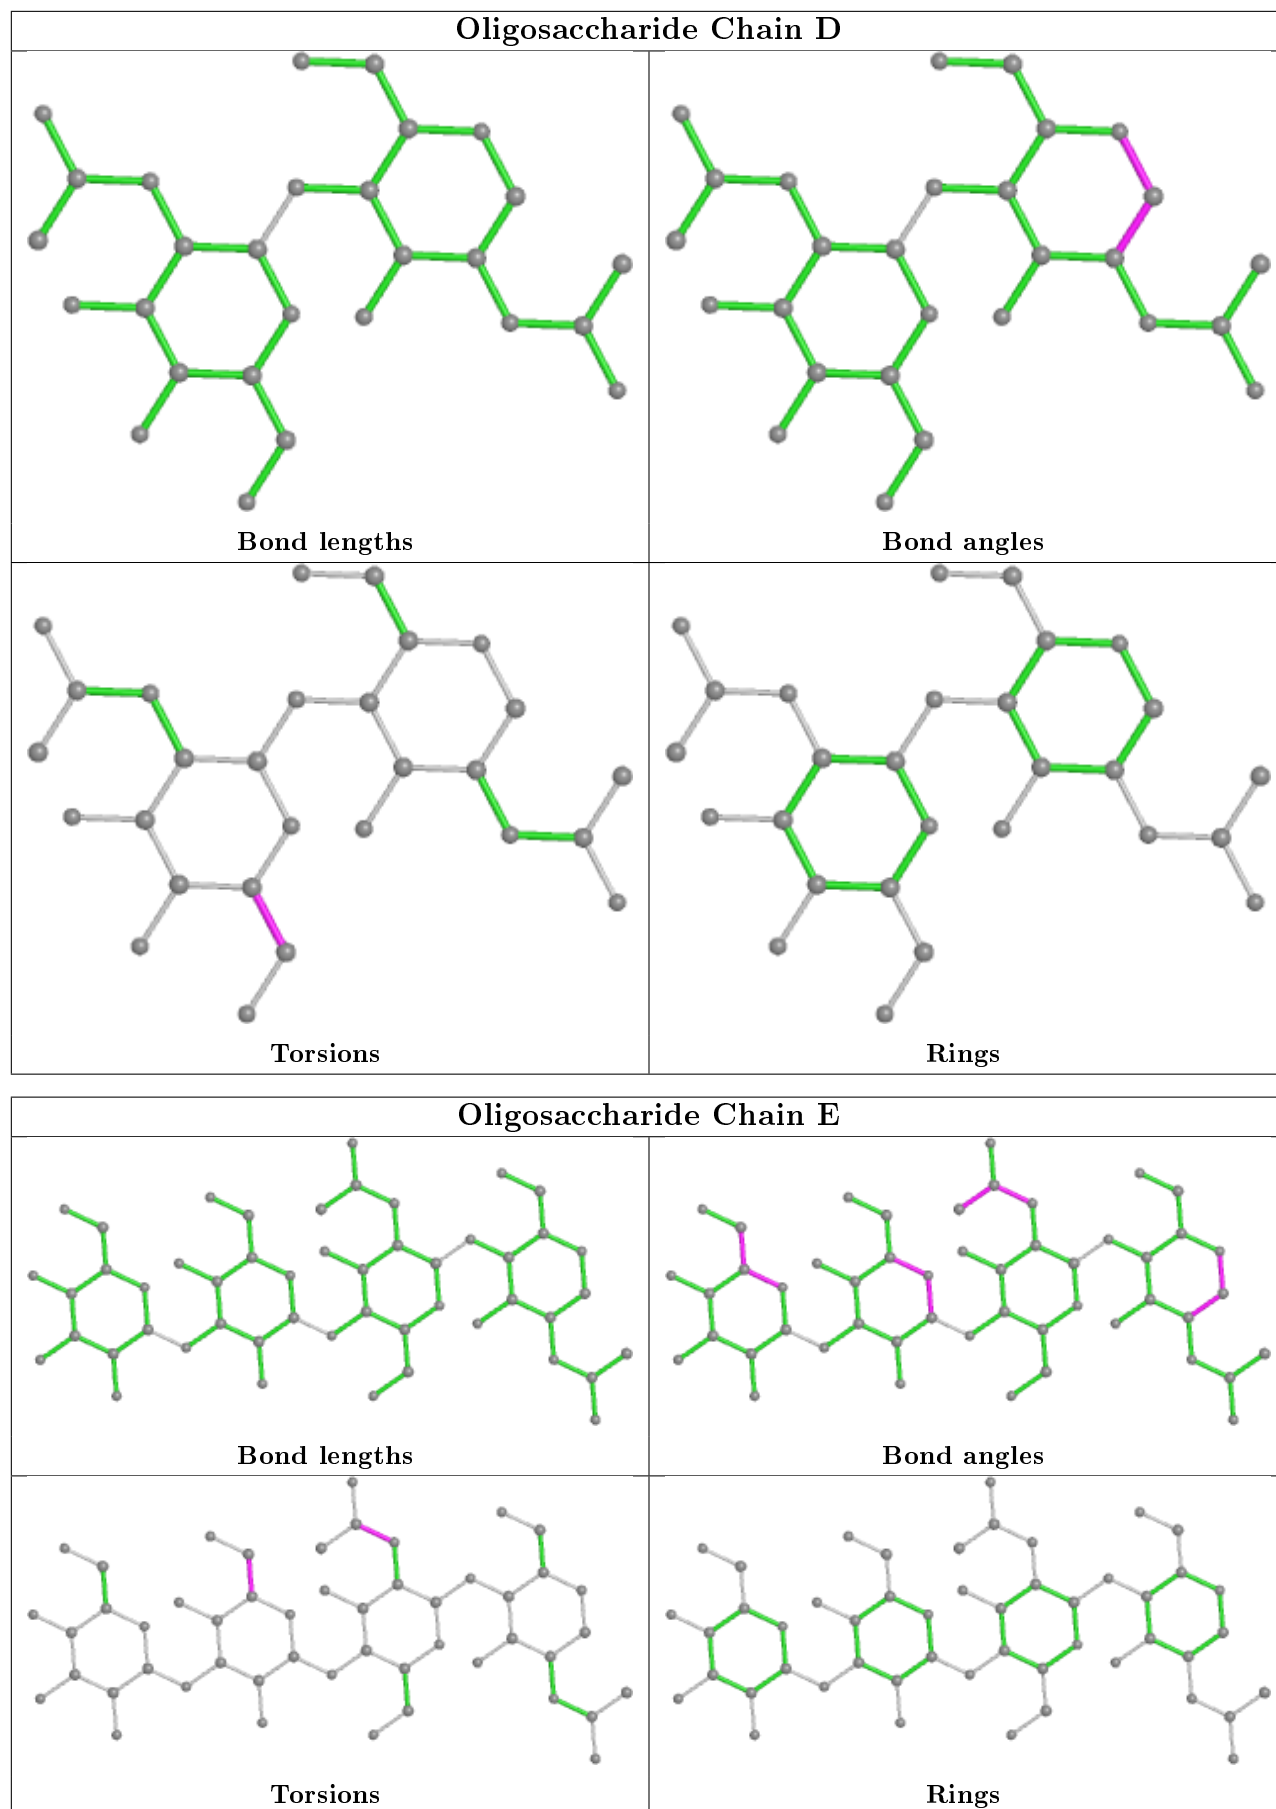 Oligosaccharide Chain D
Bond lengths
Bond angles
Torsions
Rings
Oligosaccharide Chain E
Bond lengths
Bond angles
Torsions
Rings